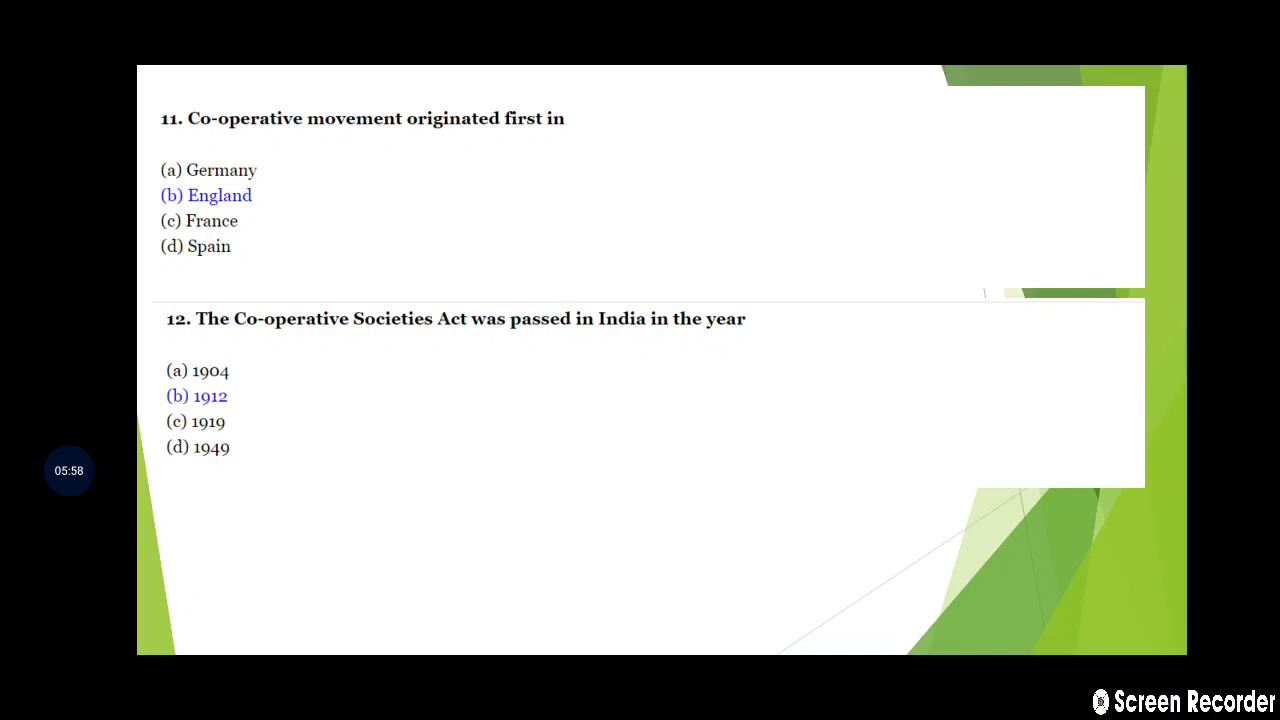 11. Co-operative movement originated first in
(a) Germany
(b) England
(c) France
(d) Spain
12. The Co-operative Societies Act was passed in India in the year
(a) 1904
(b) 1912
(c) 1919
(d) 1949
05:58
Screen Recorder